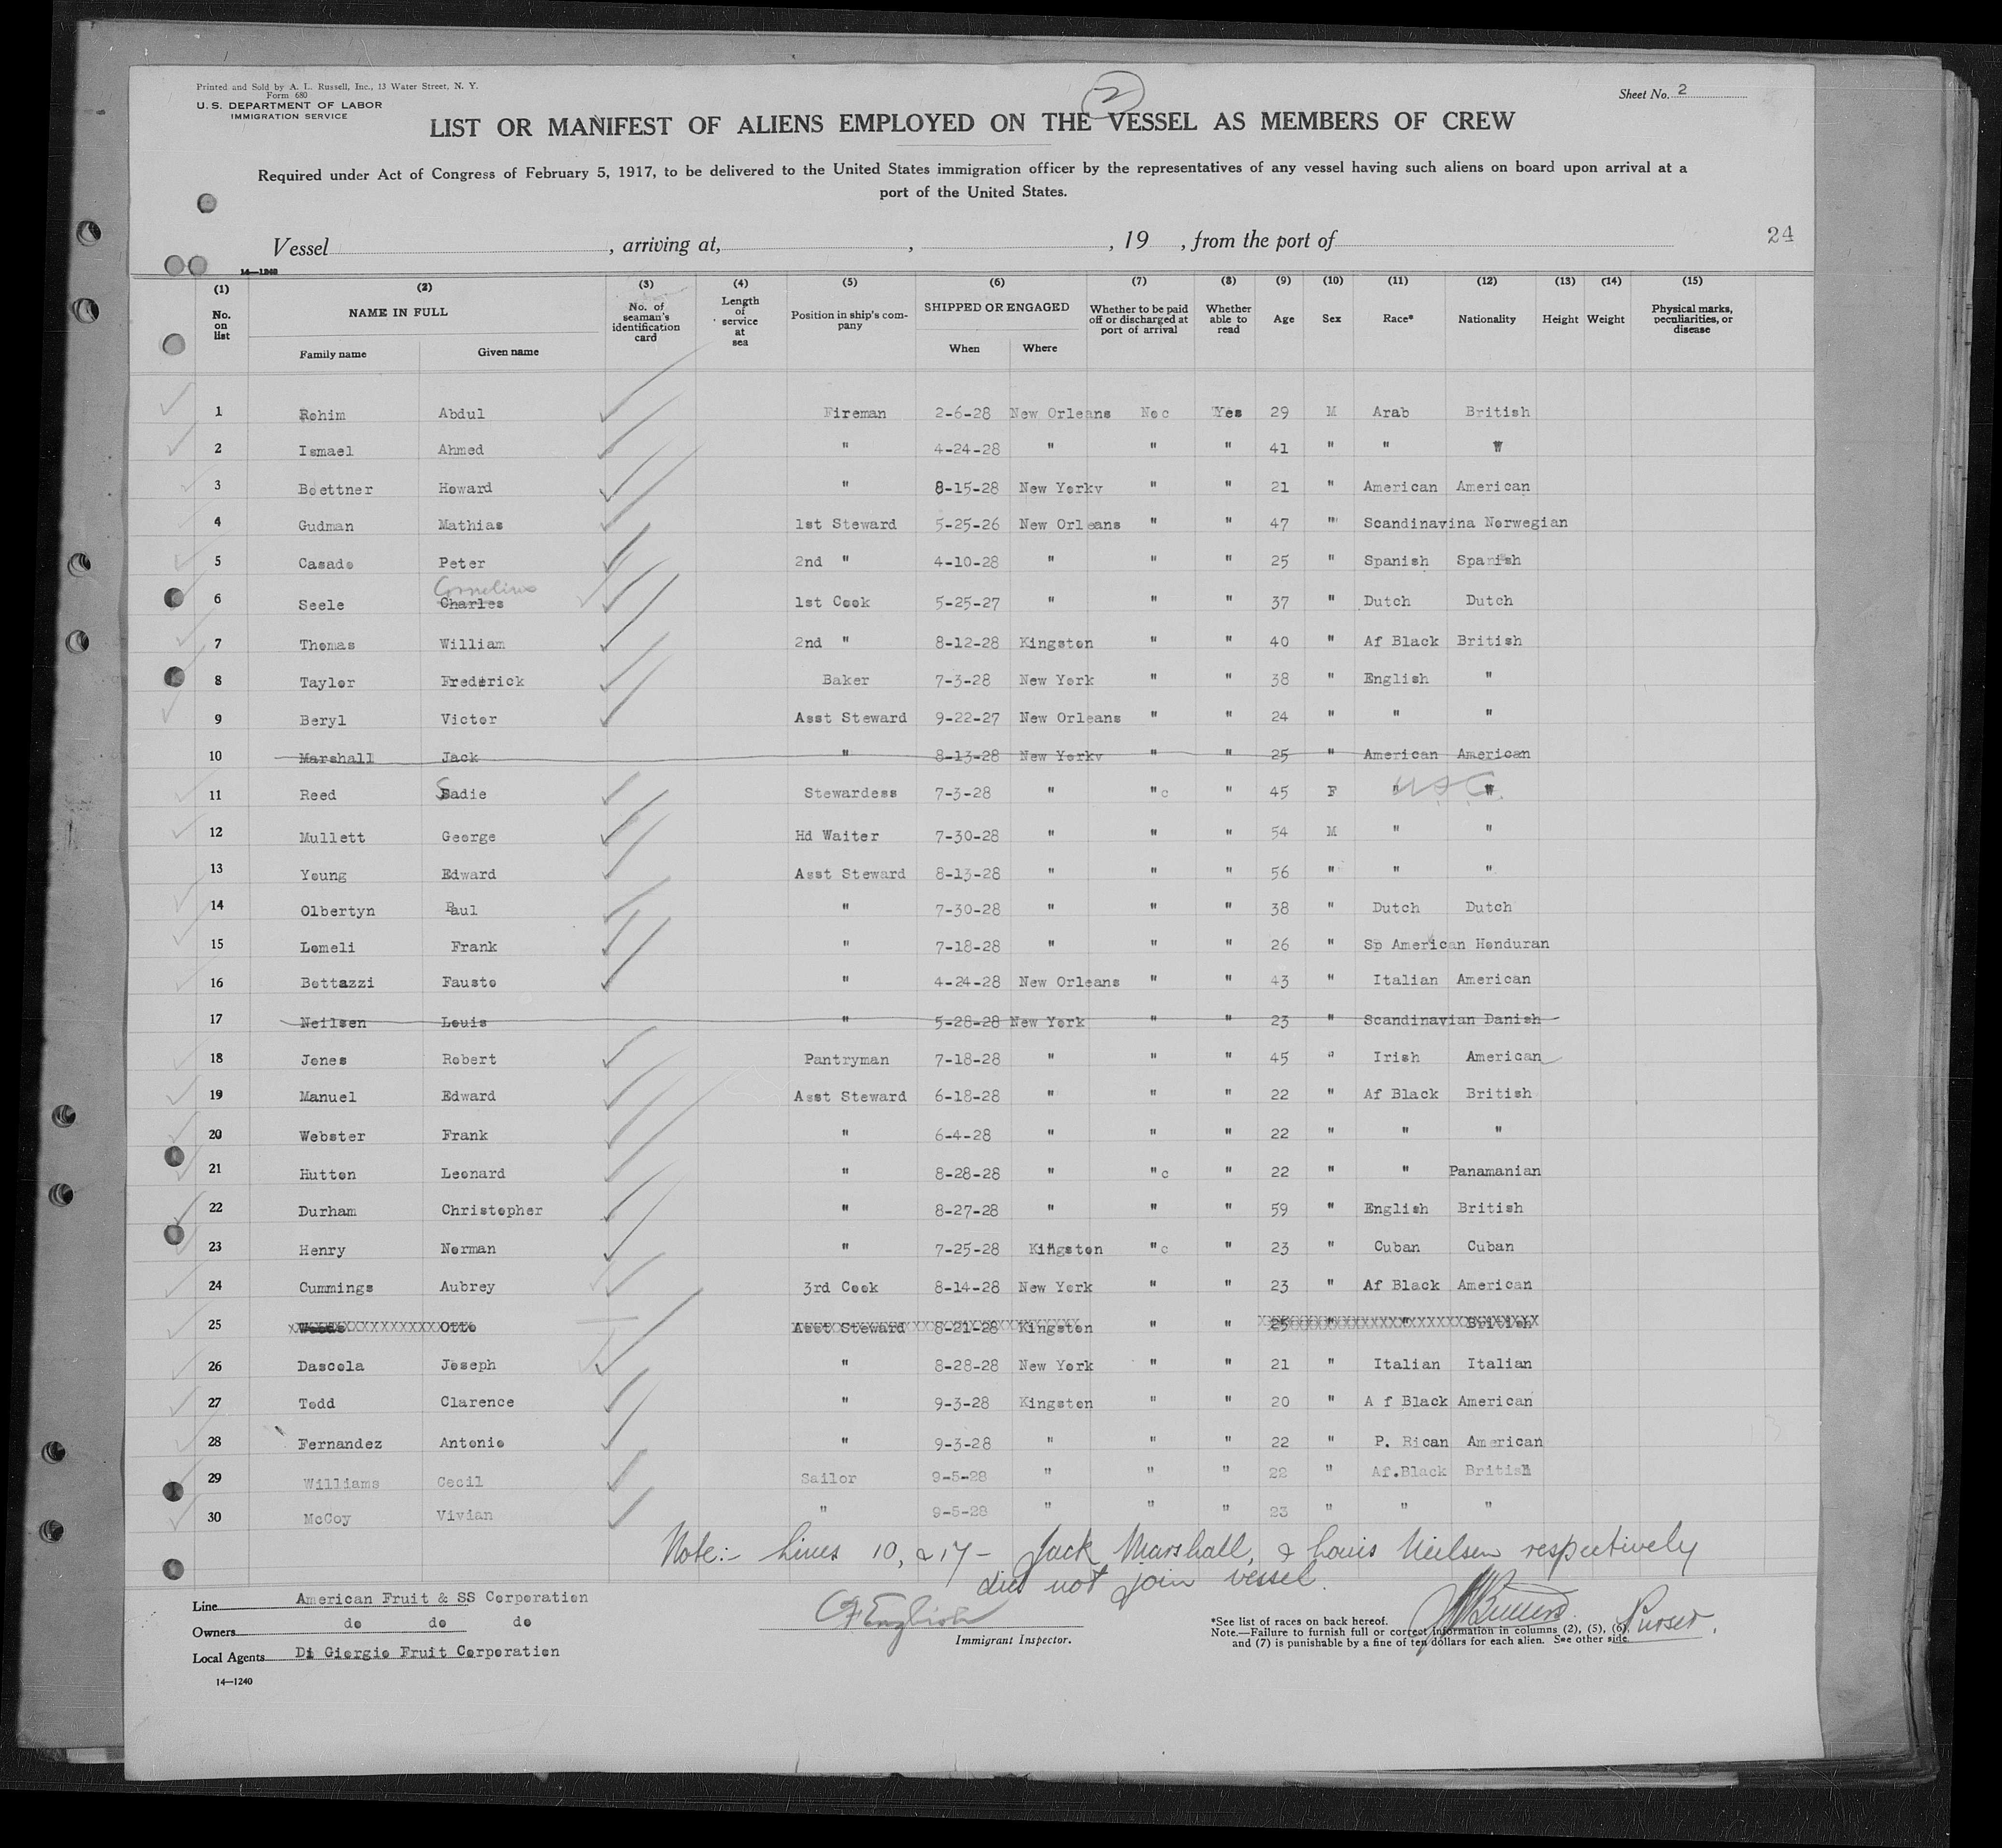 Printed and Sold by A. L. Russell, Inc., 13 Water Street, N. Y.
Form 680
U. S. DEPARTMENT OF LABOR
IMMIGRATION SERVICE
2
Sheet No. 2
LIST OR MANIFEST OF ALIENS EMPLOYED ON THE VESSEL AS MEMBERS OF CREW
Required under Act of Congress of February 5, 1917, to be delivered to the United States immigration officer by the representatives of any vessel having such aliens on board upon arrival at a
port of the United States.
Vessel , arriving at, , , 19 , from the port of
24
14—1240
(1) (2) (3) (4) (5) (6) (7) (8) (9) (10) (11) (12) (13) (14) (15)
No. on list NAME IN FULL No. of seaman's identification card Length of service at sea Position in ship's company SHIPPED OR ENGAGED Whether to be paid off or discharged at port of arrival Whether able to read Age Sex Race* Nationality Height Weight Physical marks, peculiarities, or disease
Family name Given name When Where
1 Rohim Abdul Fireman 2-6-28 New Orleans Noc Yes 29 M Arab British
2 Ismael Ahmed " 4-24-28 " " " 41 " " "
3 Boettner Howard " 8-15-28 New Yorkv " " 21 " American American
4 Gudman Mathias 1st Steward 5-25-26 New Orleans " " 47 " Scandinavina Norwegian
5 Casado Peter 2nd " 4-10-28 " " " 25 " Spanish Spanish
Cornelius
6 Seele Charles 1st Cook 5-25-27 " " " 37 " Dutch Dutch
7 Thomas William 2nd " 8-12-28 Kingston " " 40 " Af Black British
8 Taylor Frederick Baker 7-3-28 New York " " 38 " English "
9 Beryl Victor Asst Steward 9-22-27 New Orleans " " 24 " " "
10 Marshall Jack " 8-13-28 New Yorkv " " 25 " American American
11 Reed Sadie Stewardess 7-3-28 " "c " 45 F " "
12 Mullett George Hd Waiter 7-30-28 " " " 54 M " "
13 Young Edward Asst Steward 8-13-28 " " " 56 " " "
14 Olbertyn Paul " 7-30-28 " " " 38 " Dutch Dutch
15 Lomeli Frank " 7-18-28 " " " 26 " Sp American Honduran
16 Bottazzi Fausto " 4-24-28 New Orleans " " 43 " Italian American
17 Neilsen Louis " 5-28-28 New York " " 23 " Scandinavian Danish
18 Jones Robert Pantryman 7-18-28 " " " 45 " Irish American
19 Manuel Edward Asst Steward 6-18-28 " " " 22 " Af Black British
20 Webster Frank " 6-4-28 " " " 22 " " "
21 Hutton Leonard " 8-28-28 " "c " 22 " " Panamanian
22 Durham Christopher " 8-27-28 " " " 59 " English British
23 Henry Norman " 7-25-28 Kingston "c " 23 " Cuban Cuban
24 Cummings Aubrey 3rd Cook 8-14-28 New York " " 23 " Af Black American
25 Otto Asst Steward 8-21-28 Kingston " " 25 " " British
26 Dascola Joseph " 8-28-28 New York " " 21 " Italian Italian
27 Todd Clarence " 9-3-28 Kingston " " 20 " A f Black American
28 Fernandez Antonio " 9-3-28 " " " 22 " P. Rican American
29 Williams Cecil Sailor 9-5-28 " " " 22 " Af.Black British
30 McCoy Vivian " 9-5-28 " " " 23 " " "
Note:- Lines 10, & 17 - Jack Marshall, & Louis Neilsen respectively
did not join vessel.
Line American Fruit & SS Corporation
Owners do do do
Local Agents Di Giorgio Fruit Corporation
14—1240
CF English
Immigrant Inspector.
Purser.
*See list of races on back hereof.
Note.—Failure to furnish full or correct information in columns (2), (5), (6)
and (7) is punishable by a fine of ten dollars for each alien. See other side.